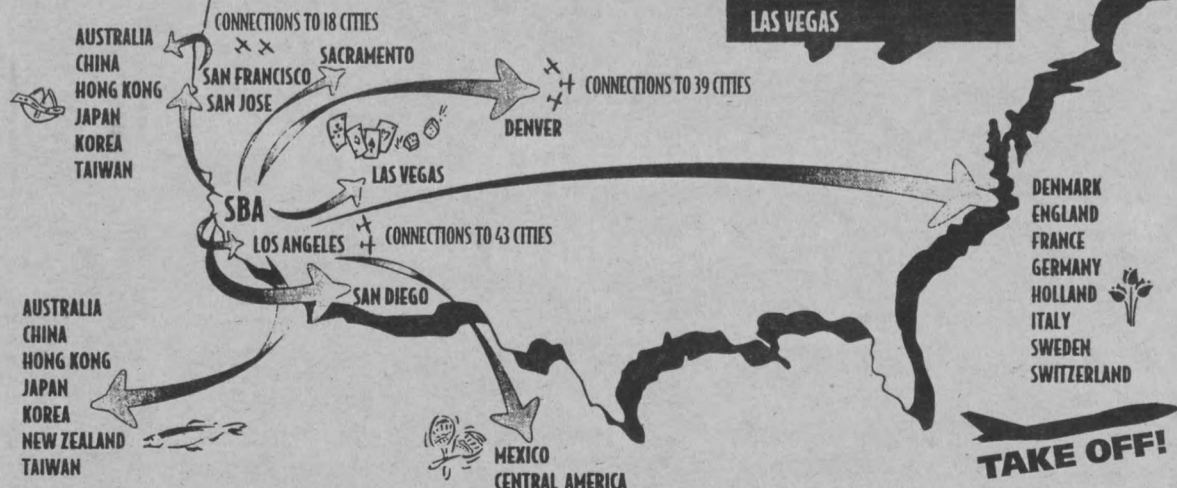 LAS VEGAS
CONNECTIONS TO 18 CITIES
AUSTRALIA
CHINA
HONG KONG
JAPAN
KOREA
TAIWAN
SAN FRANCISCO
SAN JOSE
SACRAMENTO
CONNECTIONS TO 39 CITIES
DENVER
LAS VEGAS
SBA
LOS ANGELES
CONNECTIONS TO 43 CITIES
SAN DIEGO
DENMARK
ENGLAND
FRANCE
GERMANY
HOLLAND
ITALY
SWEDEN
SWITZERLAND
AUSTRALIA
CHINA
HONG KONG
JAPAN
KOREA
NEW ZEALAND
TAIWAN
MEXICO
CENTRAL AMERICA
TAKE OFF!